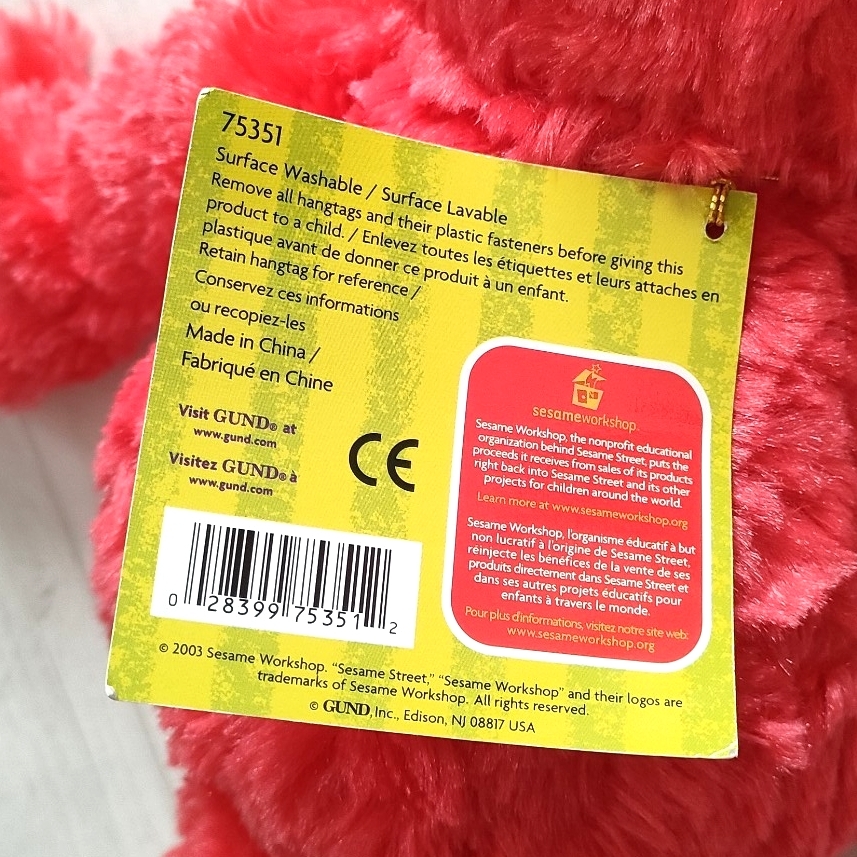 75351
Surface Washable / Surface Lavable
Remove all hangtags and their plastic fasteners before giving this
product to a child. / Enlevez toutes les étiquettes et leurs attaches en
plastique avant de donner ce produit à un enfant.
Retain hangtag for reference /
Conservez ces informations
ou recopiez-les
Made in China /
Fabriqué en Chine
Visit GUND® at
www.gund.com
Visitez GUND® à
www.gund.com
CE
0 28399 75351 2
sesameworkshop.
Sesame Workshop, the nonprofit educational
organization behind Sesame Street, puts the
proceeds it receives from sales of its products
right back into Sesame Street and its other
projects for children around the world.
Learn more at www.sesameworkshop.org
Sesame Workshop, l'organisme éducatif à but
non lucratif à l'origine de Sesame Street,
réinjecte les bénéfices de la vente de ses
produits directement dans Sesame Street et
dans ses autres projets éducatifs pour
enfants à travers le monde.
Pour plus d'informations, visitez notre site web:
www.sesameworkshop.org
© 2003 Sesame Workshop. "Sesame Street," "Sesame Workshop" and their logos are
trademarks of Sesame Workshop. All rights reserved.
© GUND, Inc., Edison, NJ 08817 USA